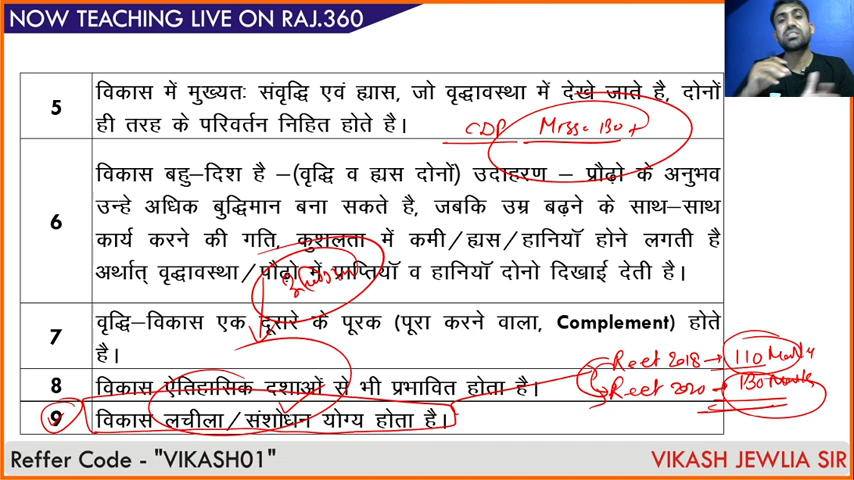 NOW TEACHING LIVE ON RAJ.360
5
विकास में मुख्यतः संवृद्धि एवं ह्यास, जो वृद्धावस्था में देखे जाते है, दोनों
ही तरह के परिवर्तन निहित होते है।
CDP
6
विकास बहु–दिश है –(वृद्धि व ह्यस दोनों) उदाहरण – प्रौढ़ो के अनुभव
उन्हे अधिक बुद्धिमान बना सकते है, जबकि उम्र बढ़ने के साथ–साथ
कार्य करने की गति, कुशलता में कमी/ह्यस/हानियाँ होने लगती है
अर्थात् वृद्धावस्था/पौढ़ो में प्राप्तियाँ व हानियाँ दोनो दिखाई देती है।
7
वृद्धि–विकास एक दूसरे के पूरक (पूरा करने वाला, Complement) होते
है।
Reet 2018 → 110 Marks
8
विकास ऐतिहासिक दशाओं से भी प्रभावित होता है।
Reet 2020 → 130 Marks
9
विकास लचीला/संशोधन योग्य होता है।
Reffer Code - "VIKASH01"
VIKASH JEWLIA SIR